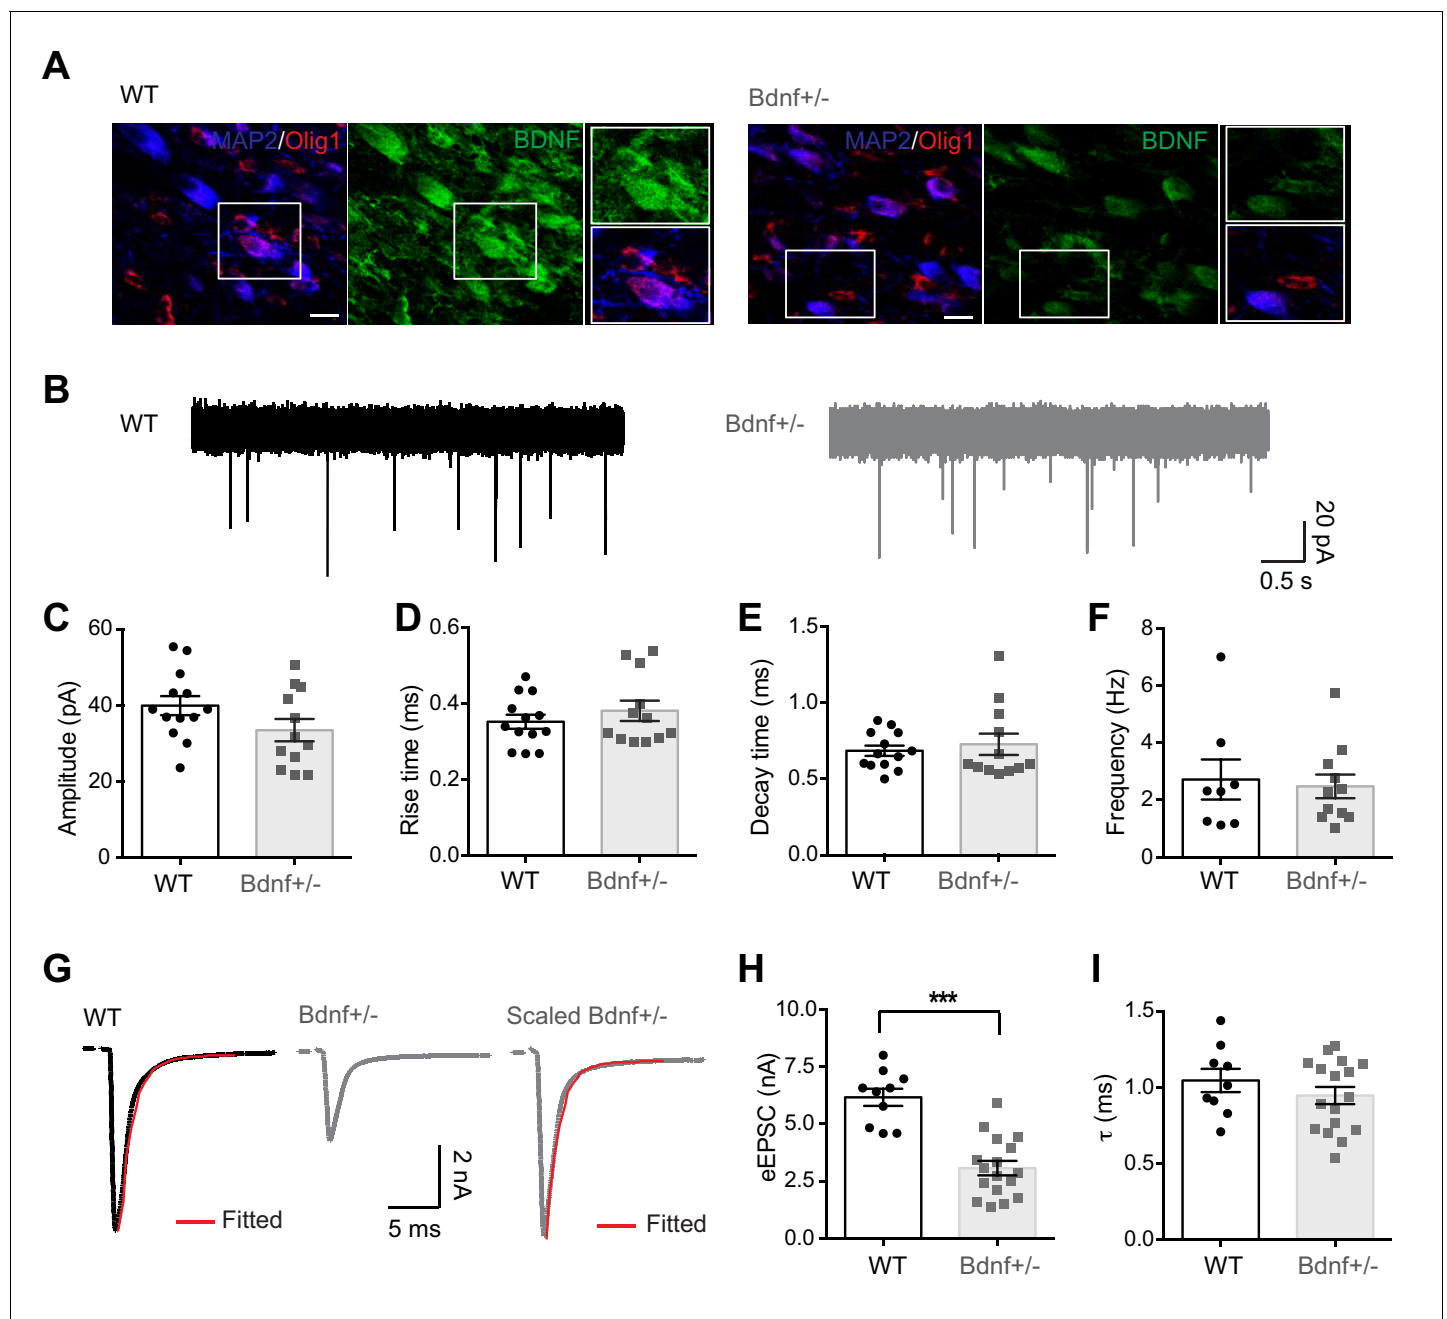 A
WT
Bdnf+/-
MAP2/Olig1
BDNF
MAP2/Olig1
BDNF
B
WT
Bdnf+/-
20 pA
0.5 s
C
Amplitude (pA)
60
40
20
0
WT
Bdnf+/-
D
Rise time (ms)
0.6
0.4
0.2
0.0
WT
Bdnf+/-
E
Decay time (ms)
1.5
1.0
0.5
0.0
WT
Bdnf+/-
F
Frequency (Hz)
8
6
4
2
0
WT
Bdnf+/-
G
WT
Bdnf+/-
Scaled Bdnf+/-
Fitted
2 nA
5 ms
Fitted
H
eEPSC (nA)
10.0
7.5
5.0
2.5
0.0
***
WT
Bdnf+/-
I
τ (ms)
1.5
1.0
0.5
0.0
WT
Bdnf+/-